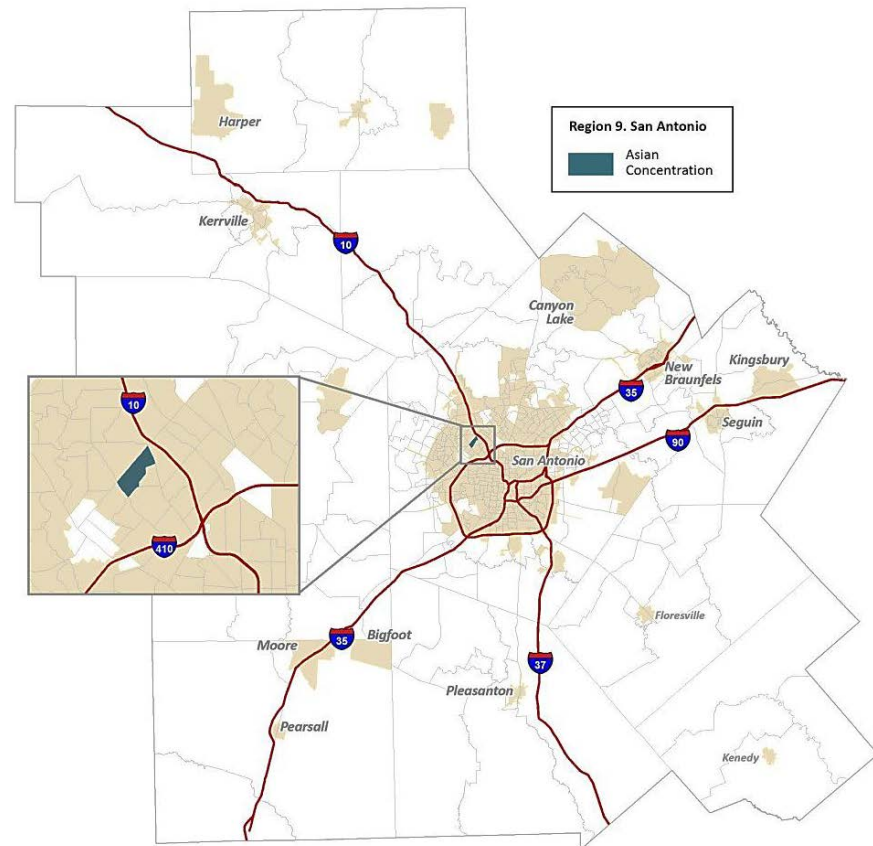 Harper
Region 9. San Antonio
Asian
Concentration
Kerrville
10
Canyon
Lake
New
Braunfels
Kingsbury
35
10
Seguin
90
San Antonio
410
Floresville
Moore
35
Bigfoot
37
Pleasanton
Pearsall
Kenedy